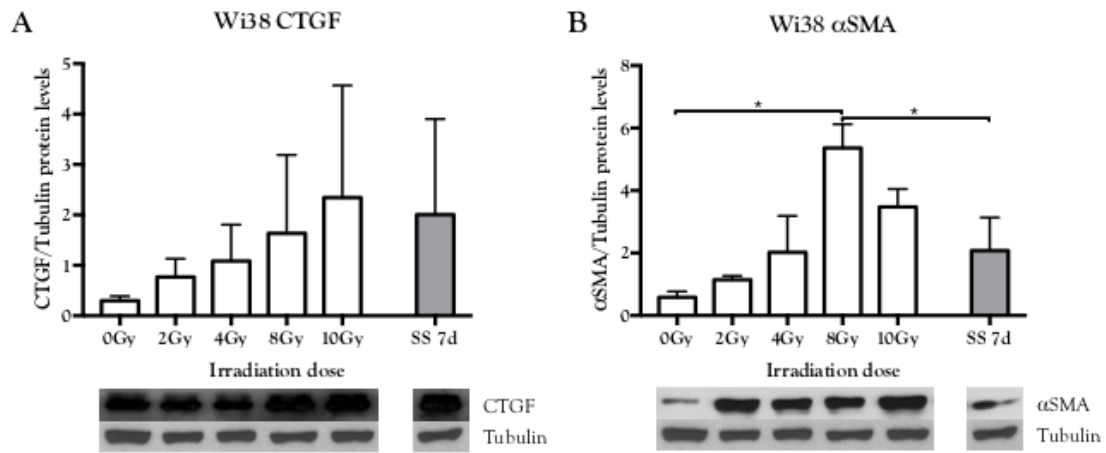 A
Wi38 CTGF
CTGF/Tubulin protein levels
5
4
3
2
1
0
0Gy 2Gy 4Gy 8Gy 10Gy SS 7d
Irradiation dose
CTGF
Tubulin
B
Wi38 αSMA
αSMA/Tubulin protein levels
8
6
4
2
0
* *
0Gy 2Gy 4Gy 8Gy 10Gy SS 7d
Irradiation dose
αSMA
Tubulin